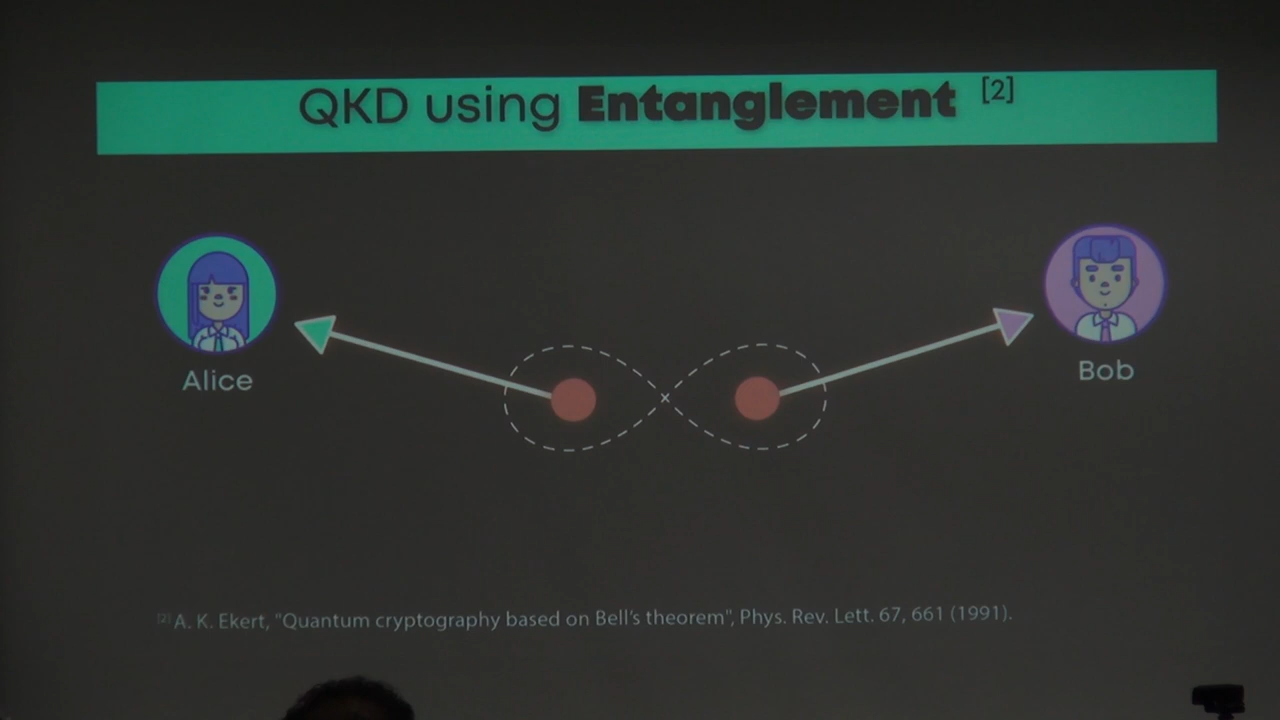 QKD using Entanglement [2]
Alice
Bob
[2] A. K. Ekert, "Quantum cryptography based on Bell's theorem", Phys. Rev. Lett. 67, 661 (1991).